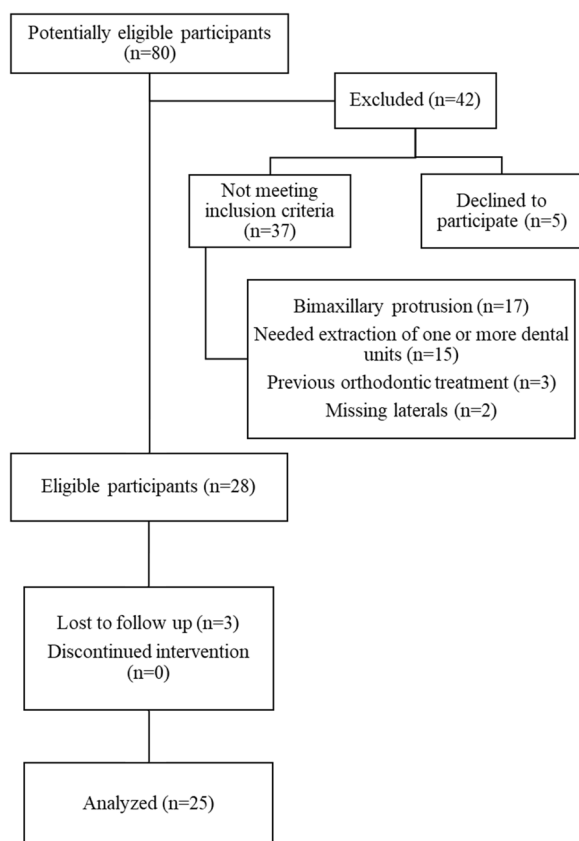 Potentially eligible participants
(n=80)
Excluded (n=42)
Not meeting
inclusion criteria
(n=37)
Declined to
participate (n=5)
Bimaxillary protrusion (n=17)
Needed extraction of one or more dental
units (n=15)
Previous orthodontic treatment (n=3)
Missing laterals (n=2)
Eligible participants (n=28)
Lost to follow up (n=3)
Discontinued intervention
(n=0)
Analyzed (n=25)